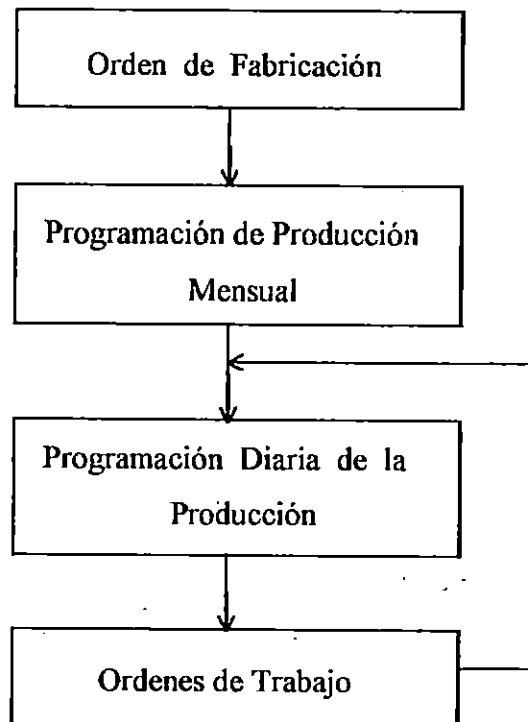 Orden de Fabricación
Programación de Producción
Mensual
Programación Diaria de la
Producción
Ordenes de Trabajo